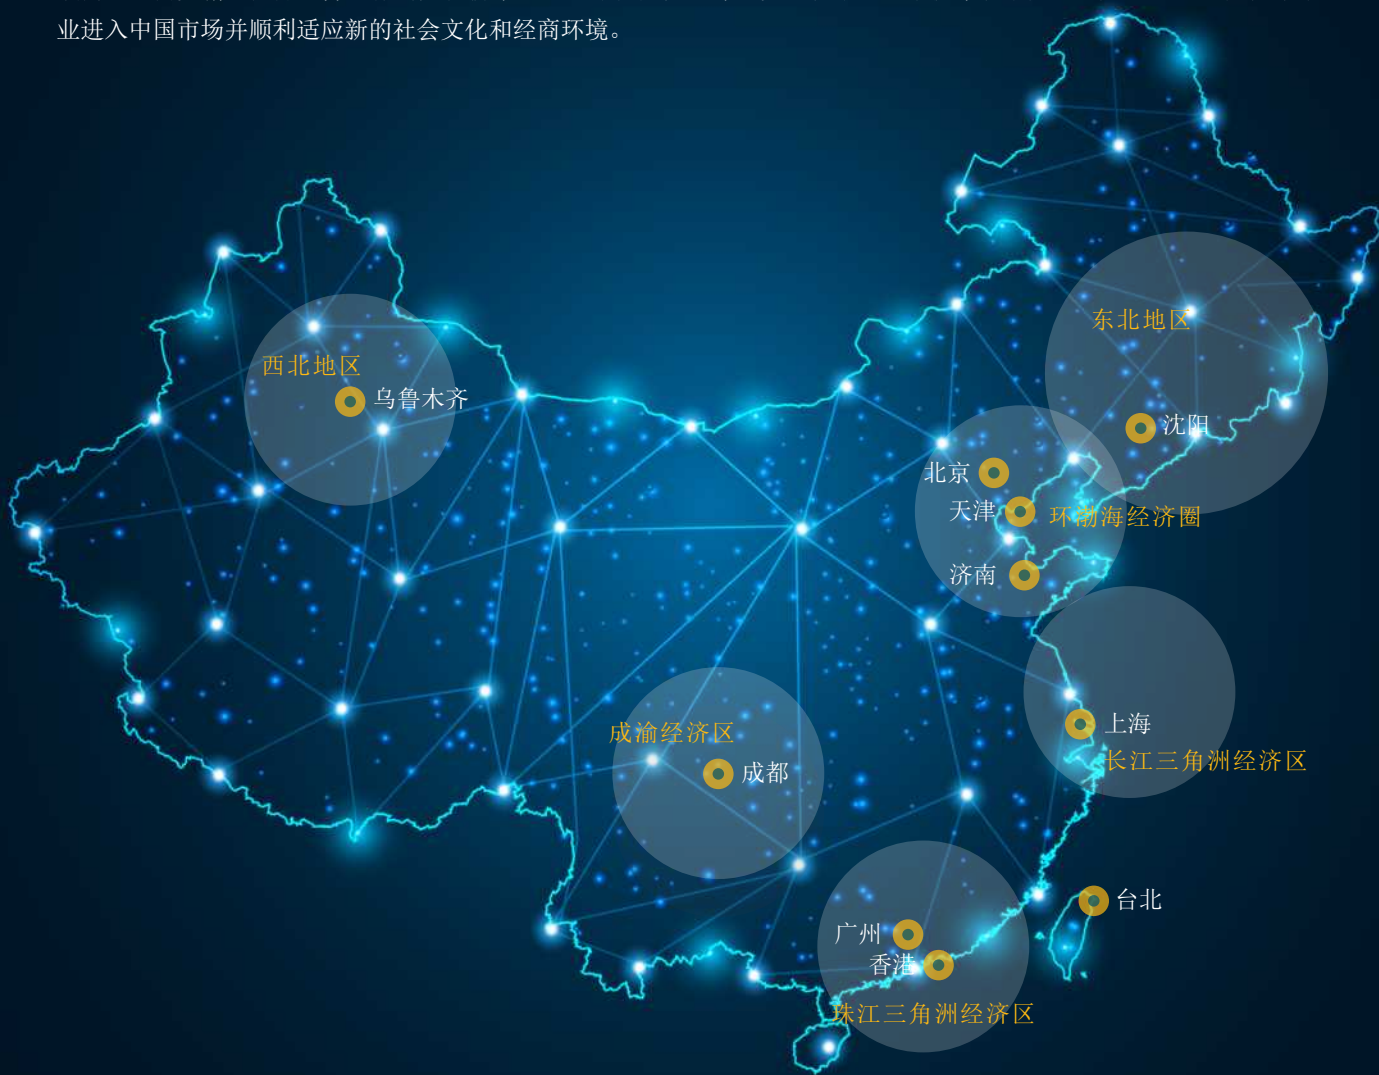 业进入中国市场并顺利适应新的社会文化和经商环境。
东北地区
西北地区
乌鲁木齐
沈阳
北京
天津
环渤海经济圈
济南
上海
成渝经济区
长江三角洲经济区
成都
台北
广州
香港
珠江三角洲经济区